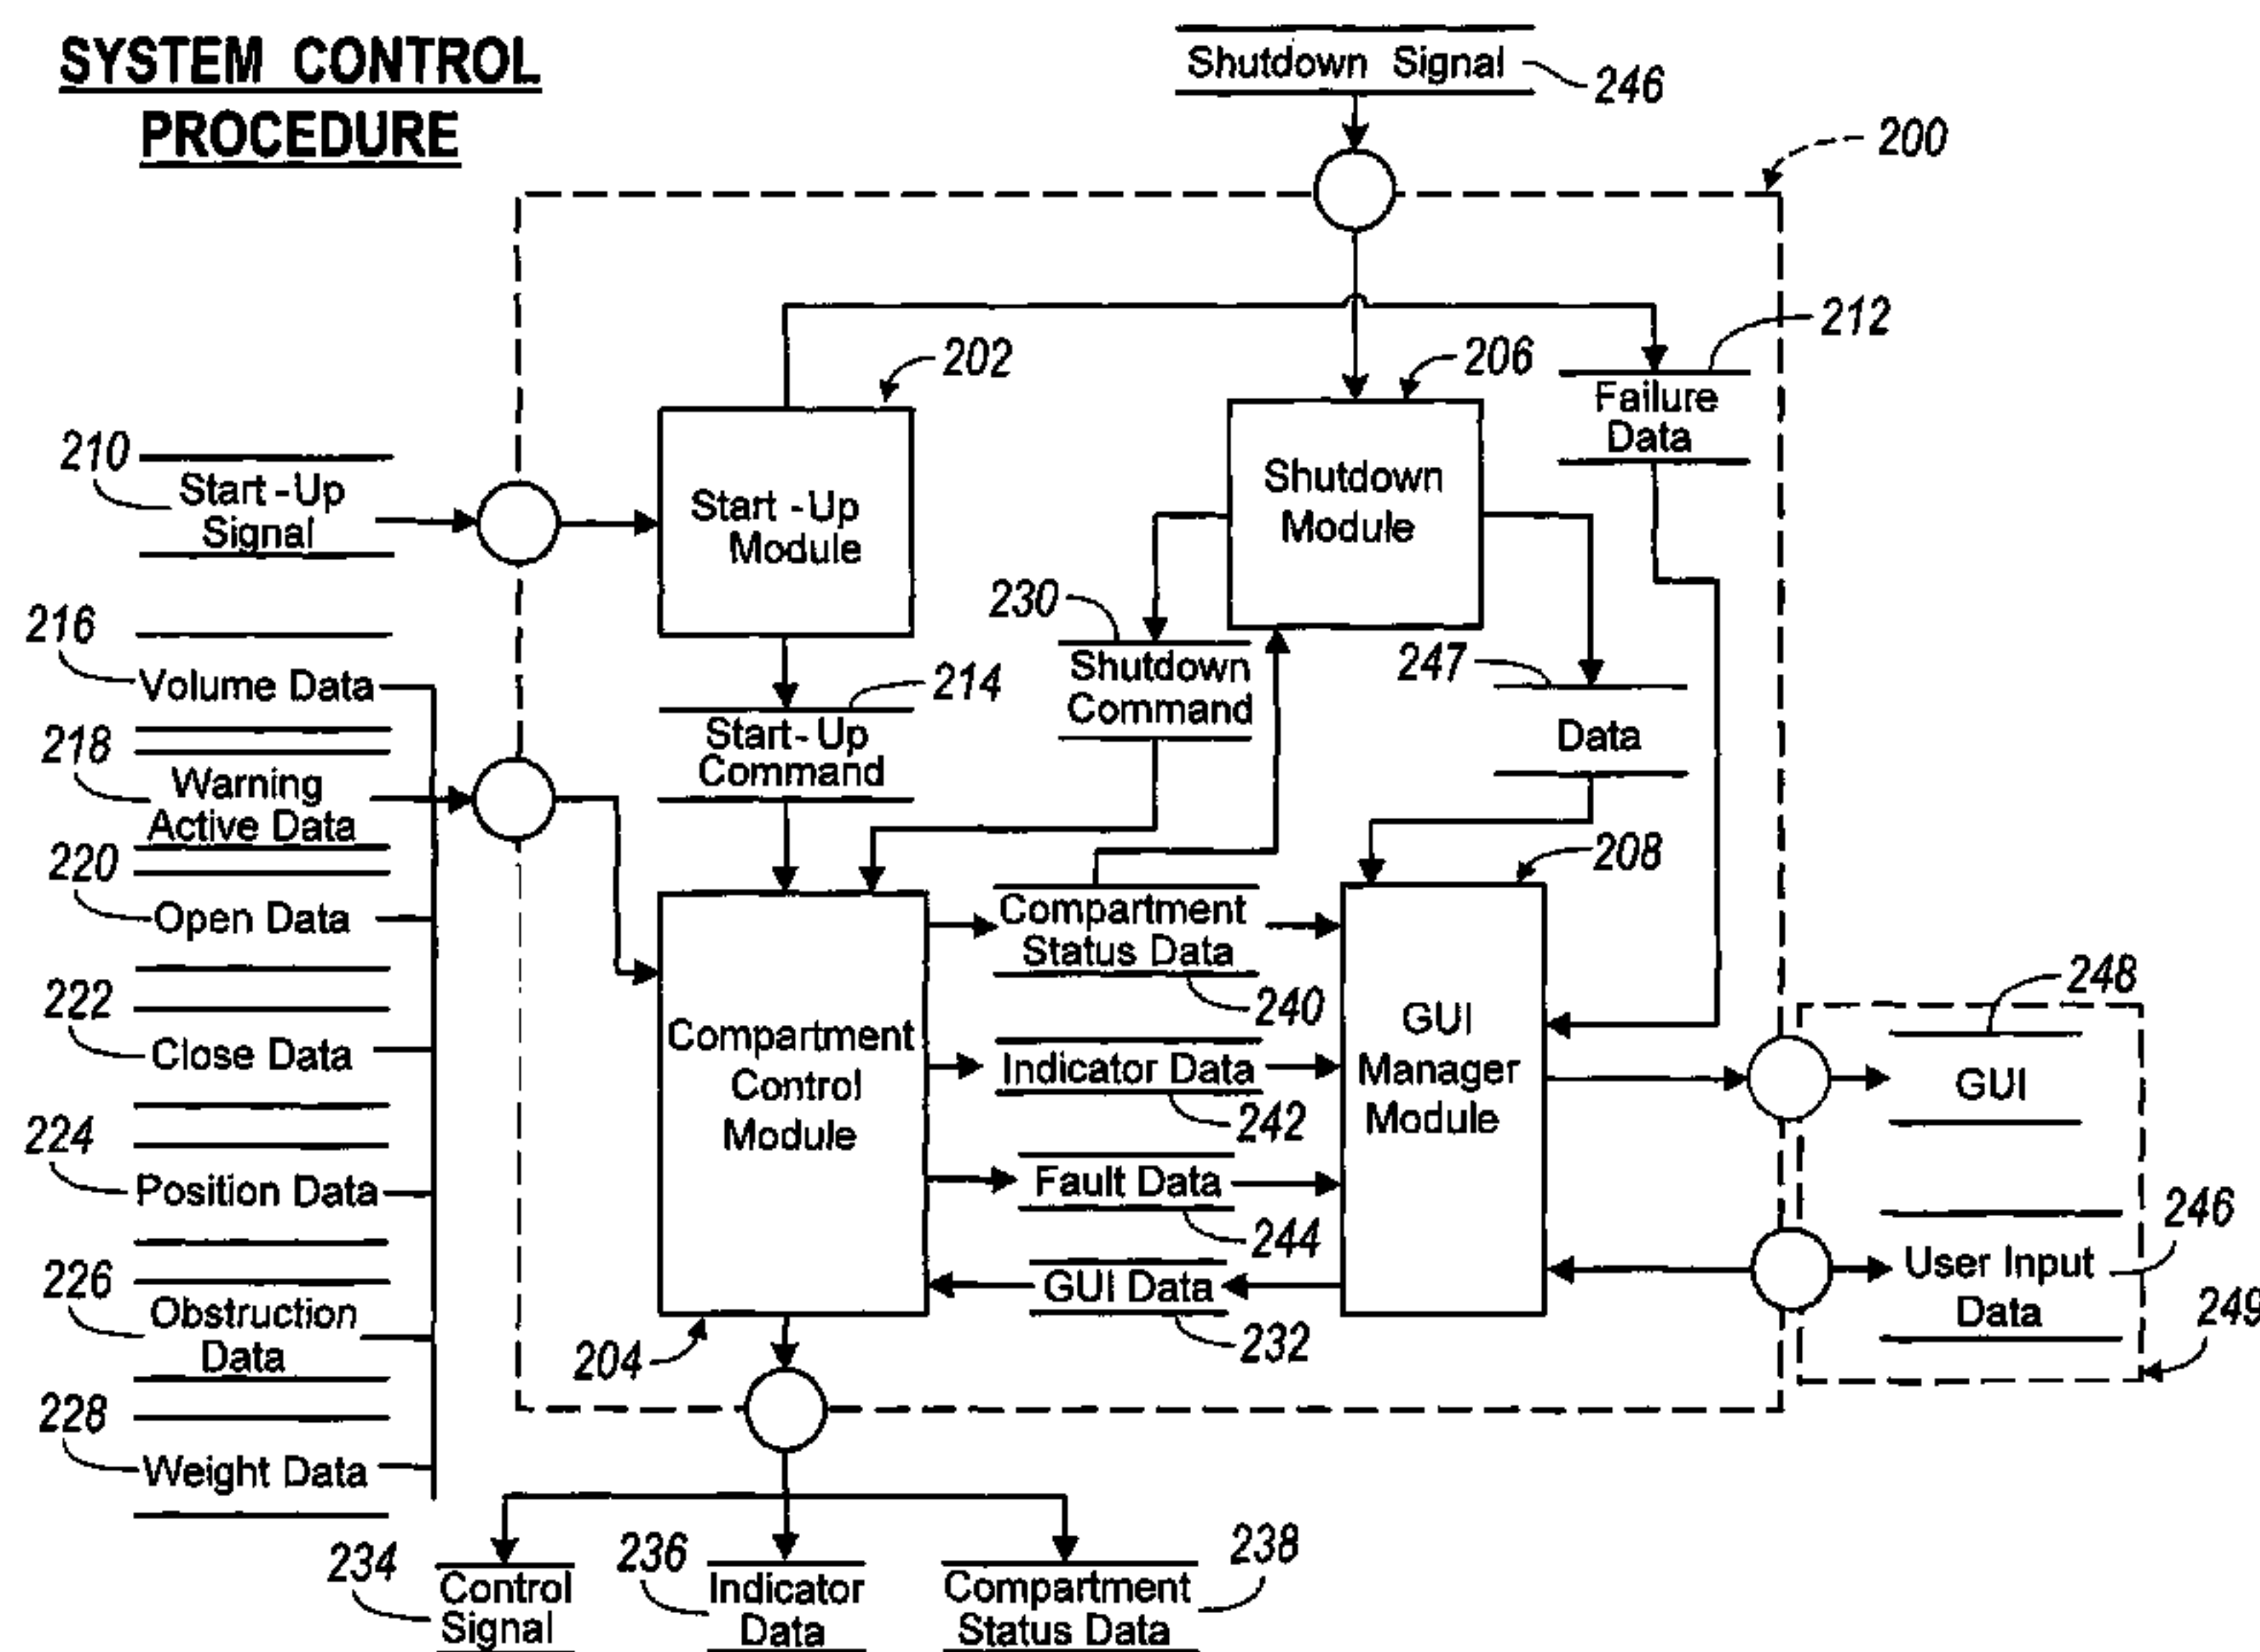 SYSTEM CONTROL
PROCEDURE
Shutdown Signal
246
200
212
202
206
Failure
Data
210
Start-Up
Signal
Start-Up
Module
Shutdown
Module
216
Volume Data
230
Shutdown
Command
247
Data
214
Start-Up
Command
218
Warning
Active Data
220
Open Data
208
Compartment
Status Data
240
222
Close Data
Compartment
Control
Module
Indicator Data
242
GUI
Manager
Module
248
GUI
224
Position Data
Fault Data
244
246
User Input
Data
249
226
Obstruction
Data
GUI Data
232
204
228
Weight Data
234
Control
Signal
236
Indicator
Data
238
Compartment
Status Data